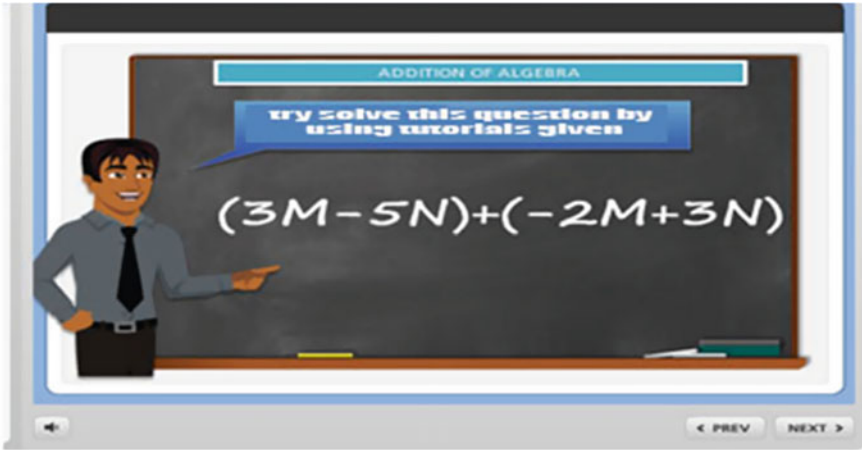 ADDITION OF ALGEBRA
try solve this question by
using tutorials given
(3M-5N)+(-2M+3N)
< PREV NEXT >